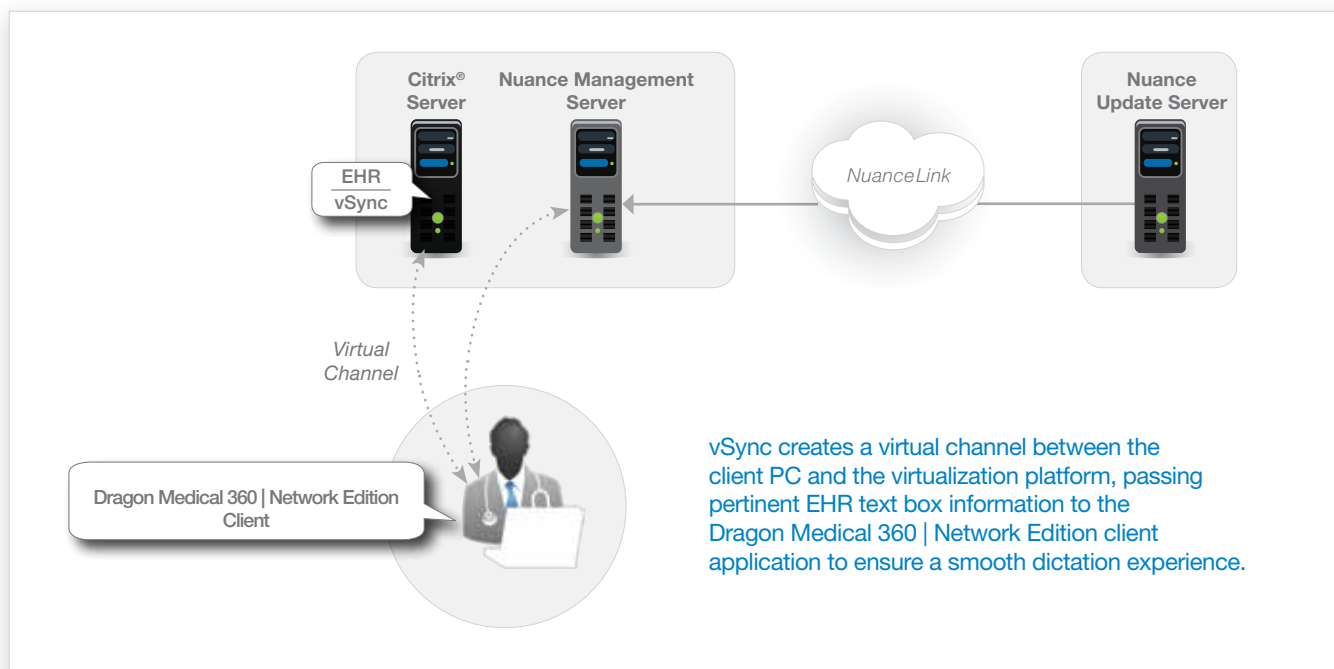 Citrix®
Server
Nuance Management
Server
Nuance
Update Server
EHR
vSync
NuanceLink
Virtual
Channel
Dragon Medical 360 | Network Edition
Client
vSync creates a virtual channel between the
client PC and the virtualization platform, passing
pertinent EHR text box information to the
Dragon Medical 360 | Network Edition client
application to ensure a smooth dictation experience.